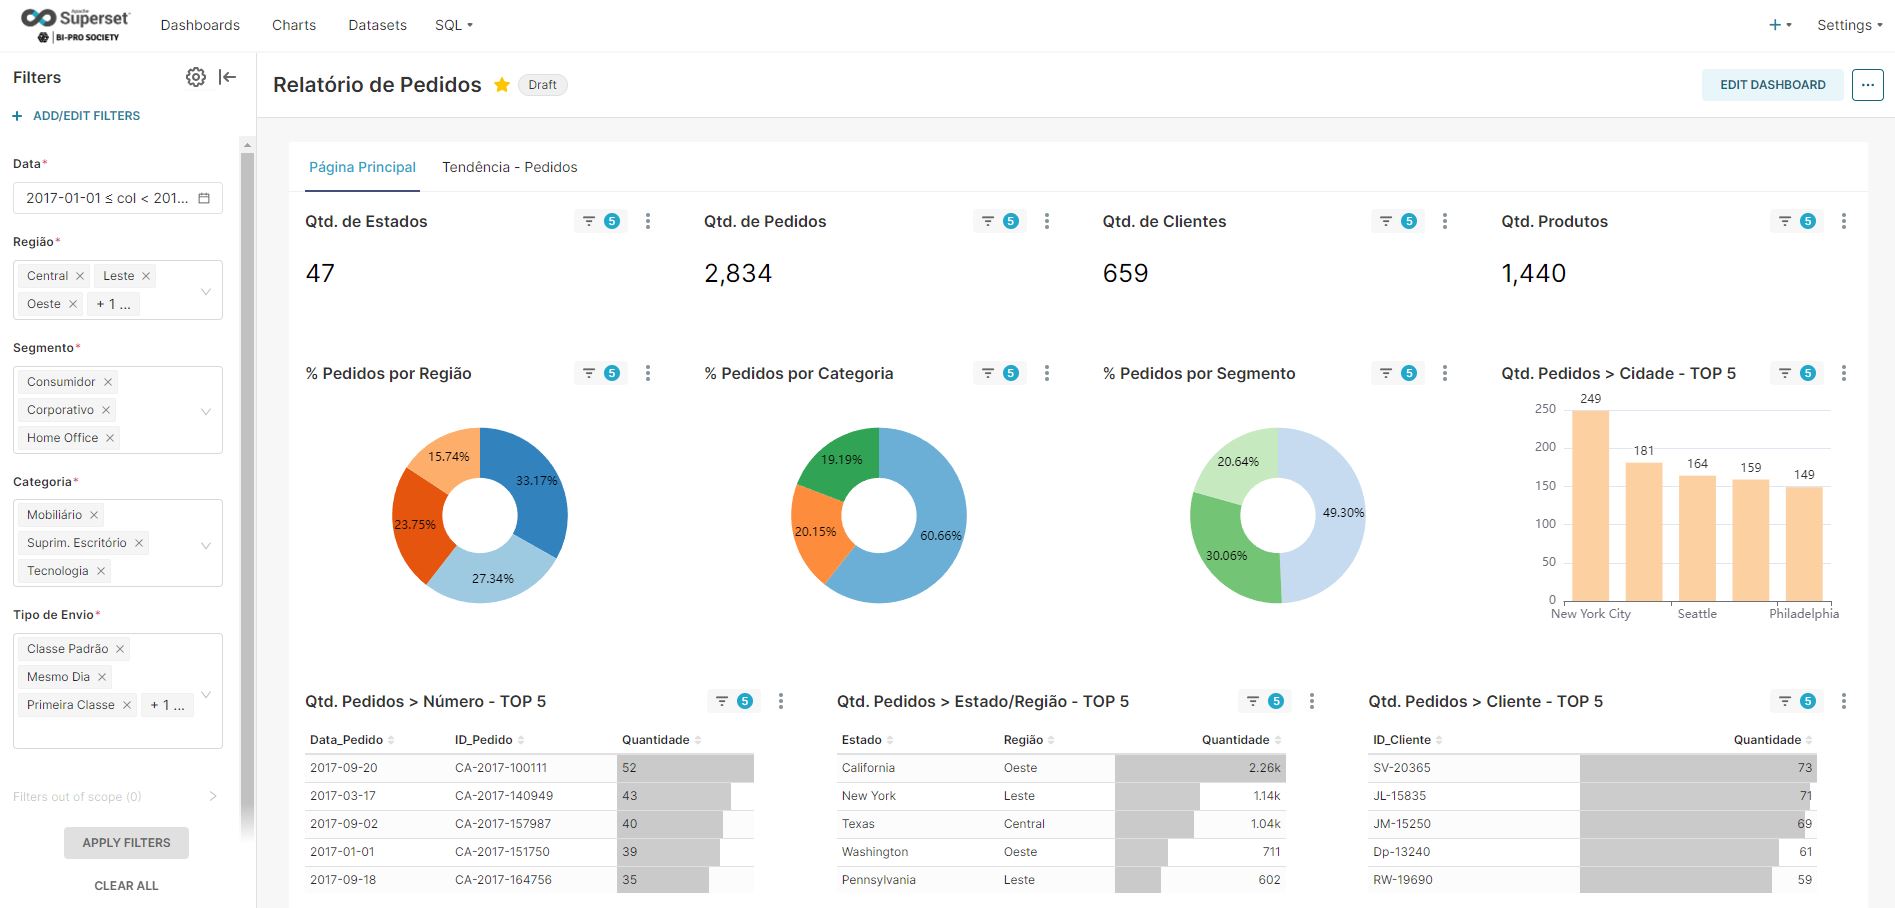 Apache
Superset
BI-PRO SOCIETY
Dashboards
Charts
Datasets
SQL
Settings
Filters
ADD/EDIT FILTERS
Data*
2017-01-01 ≤ col < 201...
Região*
Central
Leste
Oeste
+ 1 ...
Segmento*
Consumidor
Corporativo
Home Office
Categoria*
Mobiliário
Suprim. Escritório
Tecnologia
Tipo de Envio*
Classe Padrão
Mesmo Dia
Primeira Classe
+ 1 ...
Filters out of scope (0)
APPLY FILTERS
CLEAR ALL
Relatório de Pedidos
Draft
EDIT DASHBOARD
Página Principal
Tendência - Pedidos
Qtd. de Estados
5
47
Qtd. de Pedidos
5
2,834
Qtd. de Clientes
5
659
Qtd. Produtos
5
1,440
% Pedidos por Região
5
15.74%
33.17%
23.75%
27.34%
% Pedidos por Categoria
5
19.19%
20.15%
60.66%
% Pedidos por Segmento
5
20.64%
49.30%
30.06%
Qtd. Pedidos > Cidade - TOP 5
5
250
200
150
100
50
0
249
181
164
159
149
New York City
Seattle
Philadelphia
Qtd. Pedidos > Número - TOP 5
5
Data_Pedido ID_Pedido Quantidade
2017-09-20 CA-2017-100111 52
2017-03-17 CA-2017-140949 43
2017-09-02 CA-2017-157987 40
2017-01-01 CA-2017-151750 39
2017-09-18 CA-2017-164756 35
Qtd. Pedidos > Estado/Região - TOP 5
5
Estado Região Quantidade
California Oeste 2.26k
New York Leste 1.14k
Texas Central 1.04k
Washington Oeste 711
Pennsylvania Leste 602
Qtd. Pedidos > Cliente - TOP 5
5
ID_Cliente Quantidade
SV-20365 73
JL-15835 71
JM-15250 69
Dp-13240 61
RW-19690 59